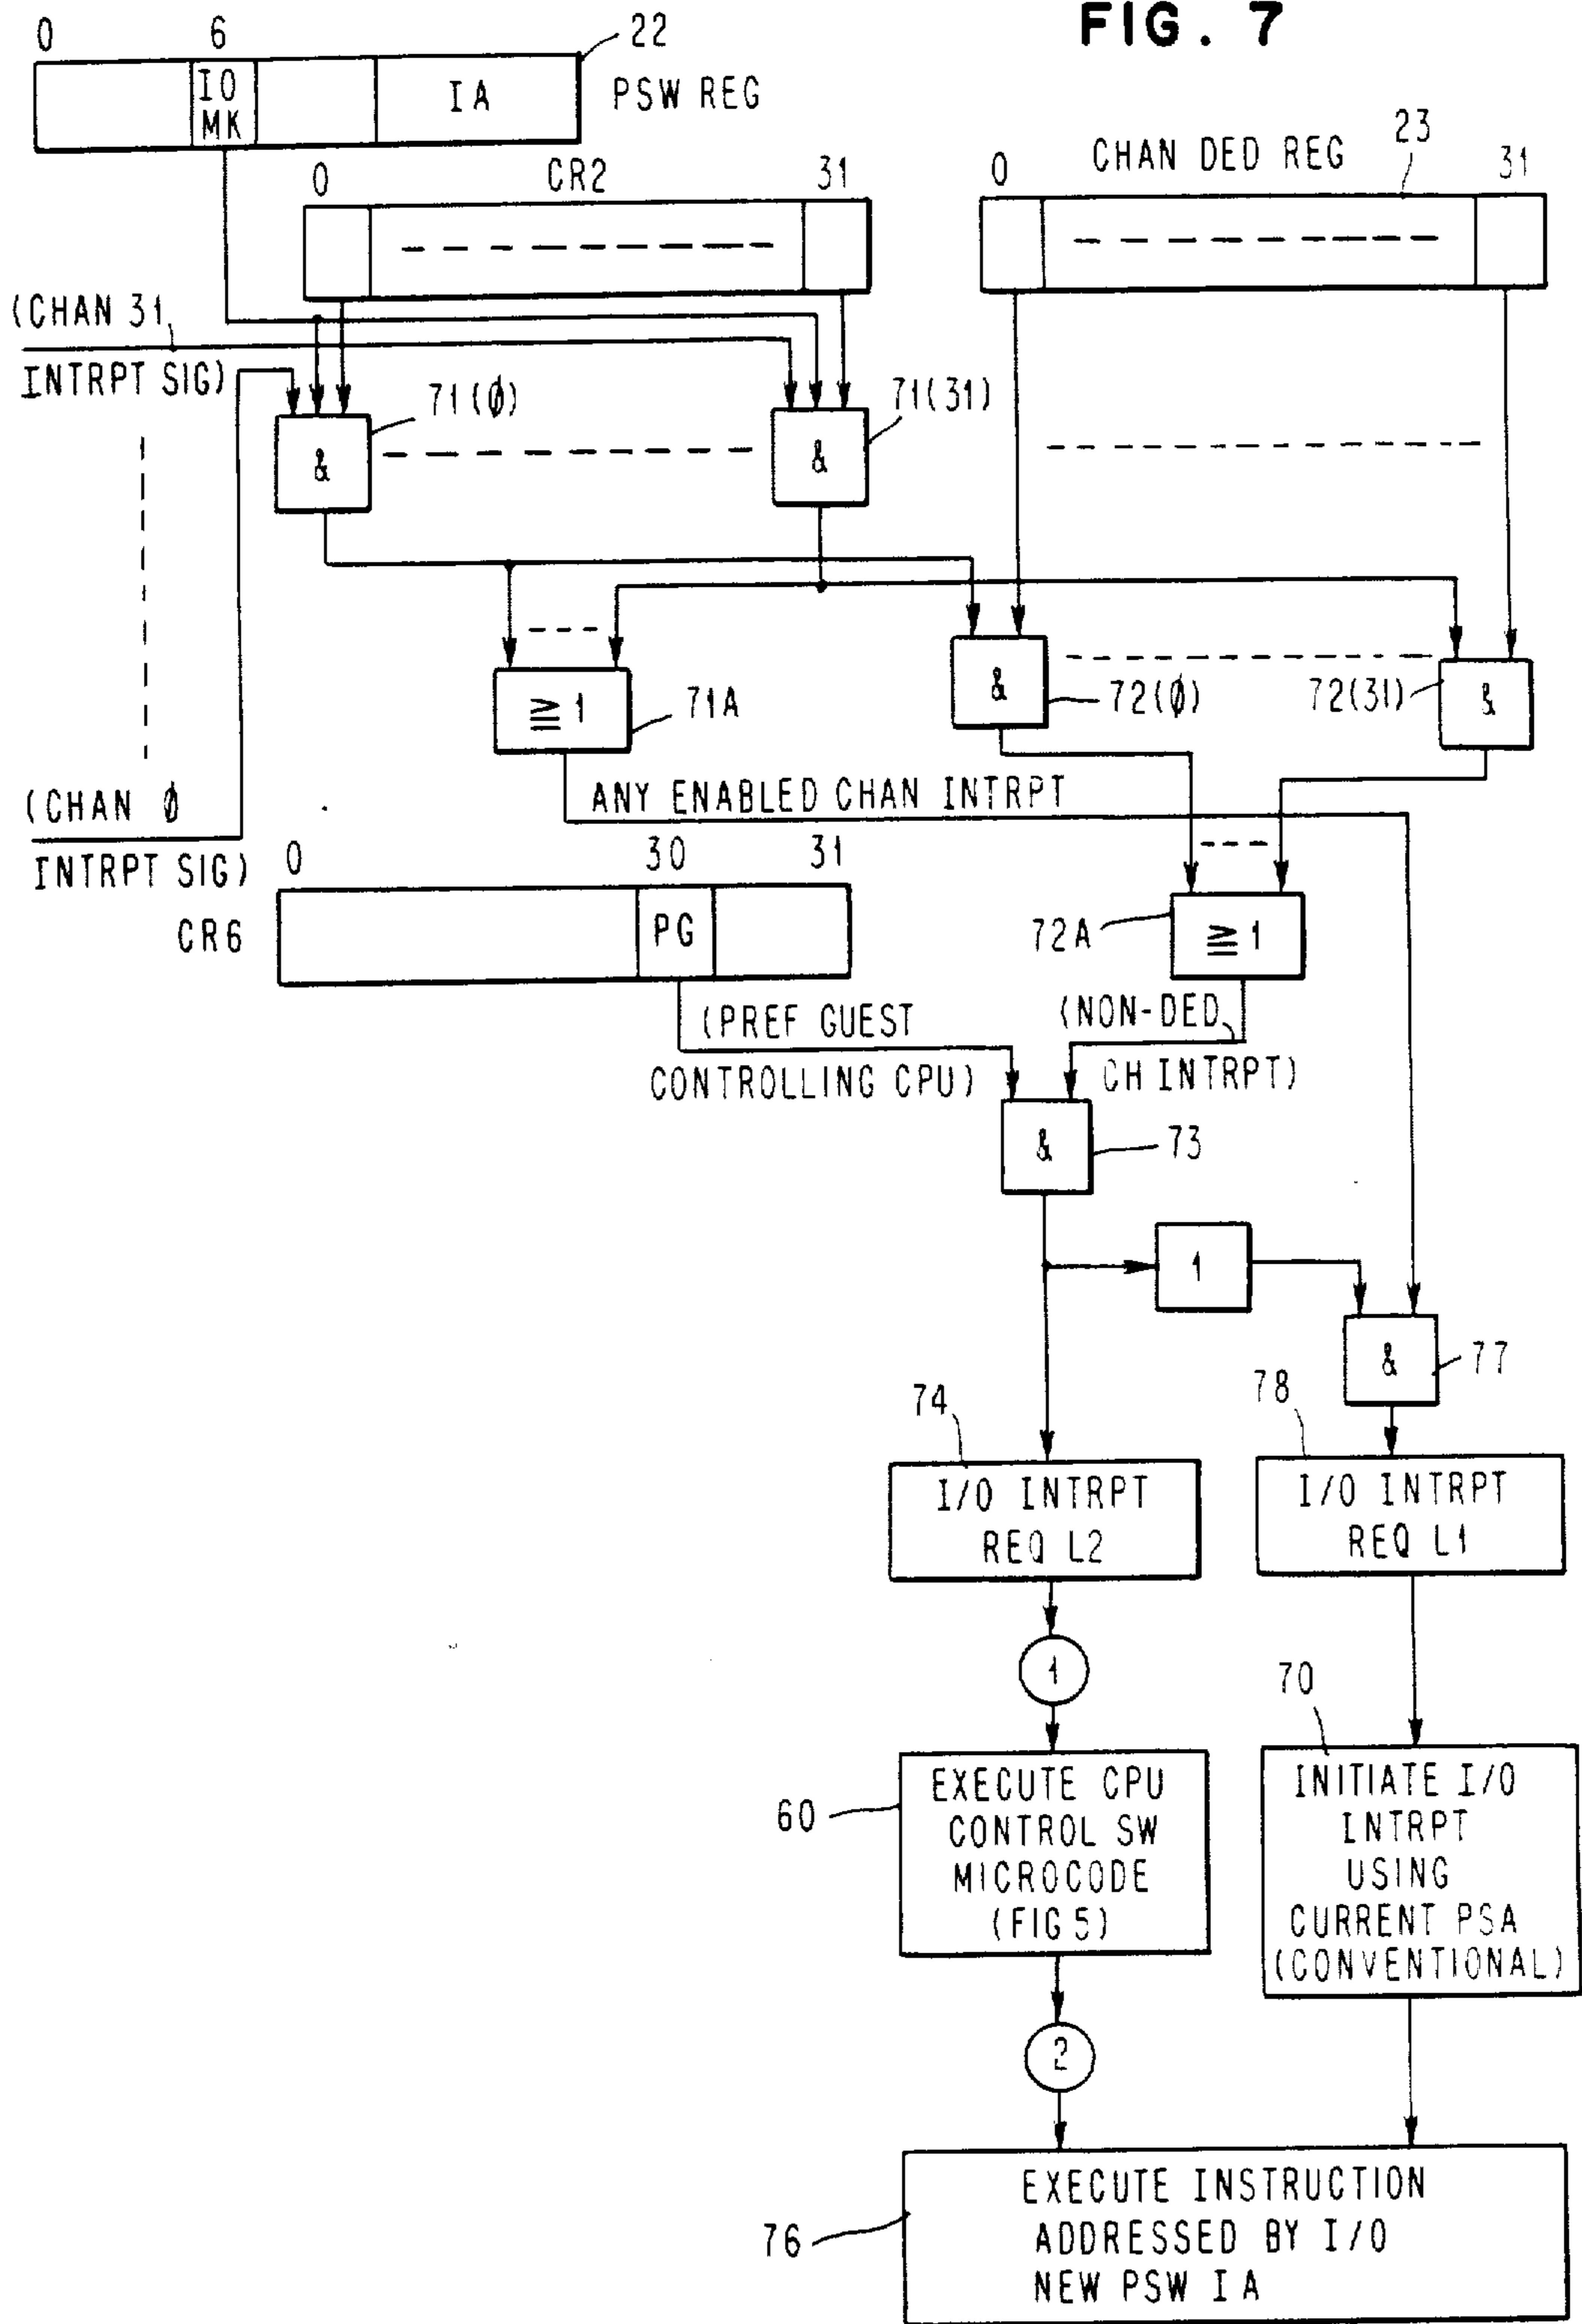 FIG. 7
0 6 22
IO IA PSW REG
MK
0 CR2 31
0 CHAN DED REG 23 31
(CHAN 31
INTRPT SIG)
71(Ø) 71(31)
& &
& 72(Ø) 72(31) &
≧ 1 71A
ANY ENABLED CHAN INTRPT
(CHAN Ø
INTRPT SIG)
0 30 31
CR6 PG
72A ≧ 1
(PREF GUEST
CONTROLLING CPU)
(NON-DED
CH INTRPT)
& 73
1
& 77
74 78
I/O INTRPT
REQ L2
I/O INTRPT
REQ L1
1
70
60
EXECUTE CPU
CONTROL SW
MICROCODE
(FIG 5)
INITIATE I/O
INTRPT
USING
CURRENT PSA
(CONVENTIONAL)
2
76
EXECUTE INSTRUCTION
ADDRESSED BY I/O
NEW PSW IA